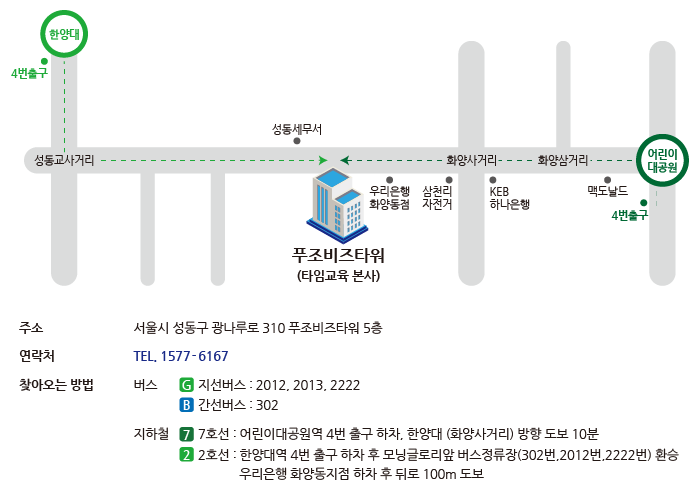 한양대
4번출구
성동세무서
성동교사거리
화양사거리
화양삼거리
어린이
대공원
우리은행
화양동점
삼천리
자전거
KEB
하나은행
맥도날드
4번출구
푸조비즈타워
(타임교육 본사)
주소 서울시 성동구 광나루로 310 푸조비즈타워 5층
연락처 TEL. 1577-6167
찾아오는 방법 버스 G 지선버스 : 2012, 2013, 2222
B 간선버스 : 302
지하철 7 7호선 : 어린이대공원역 4번 출구 하차, 한양대 (화양사거리) 방향 도보 10분
2 2호선 : 한양대역 4번 출구 하차 후 모닝글로리앞 버스정류장(302번,2012번,2222번) 환승
우리은행 화양동지점 하차 후 뒤로 100m 도보